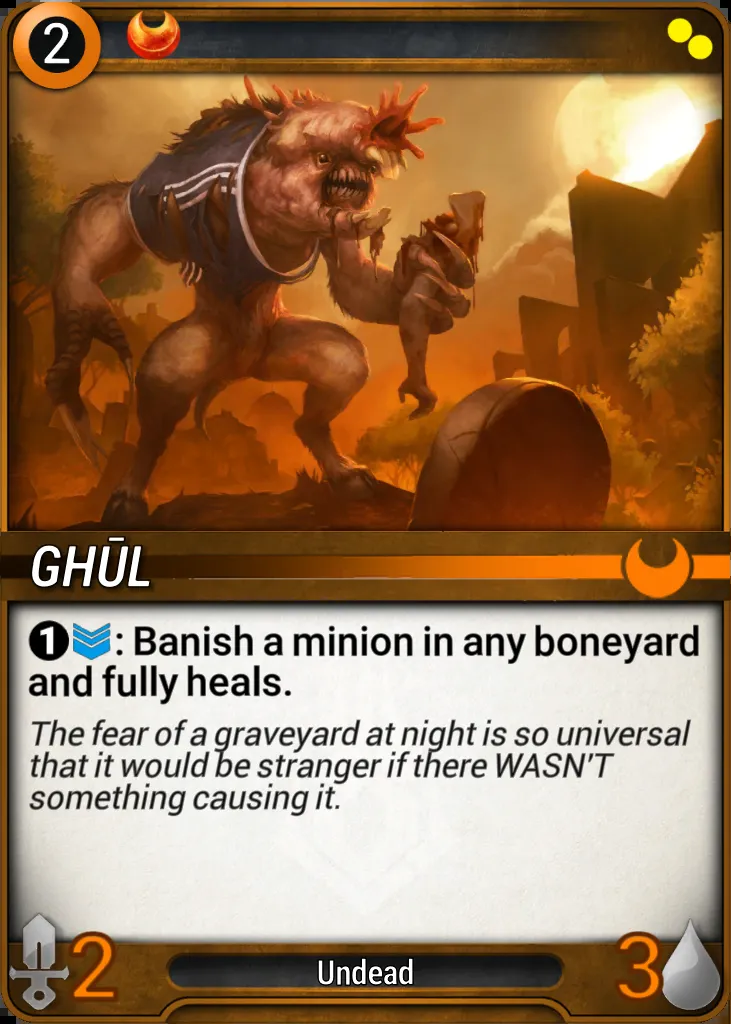 2
GHŪL
1: Banish a minion in any boneyard
and fully heals.
The fear of a graveyard at night is so universal
that it would be stranger if there WASN'T
something causing it.
2
Undead
3